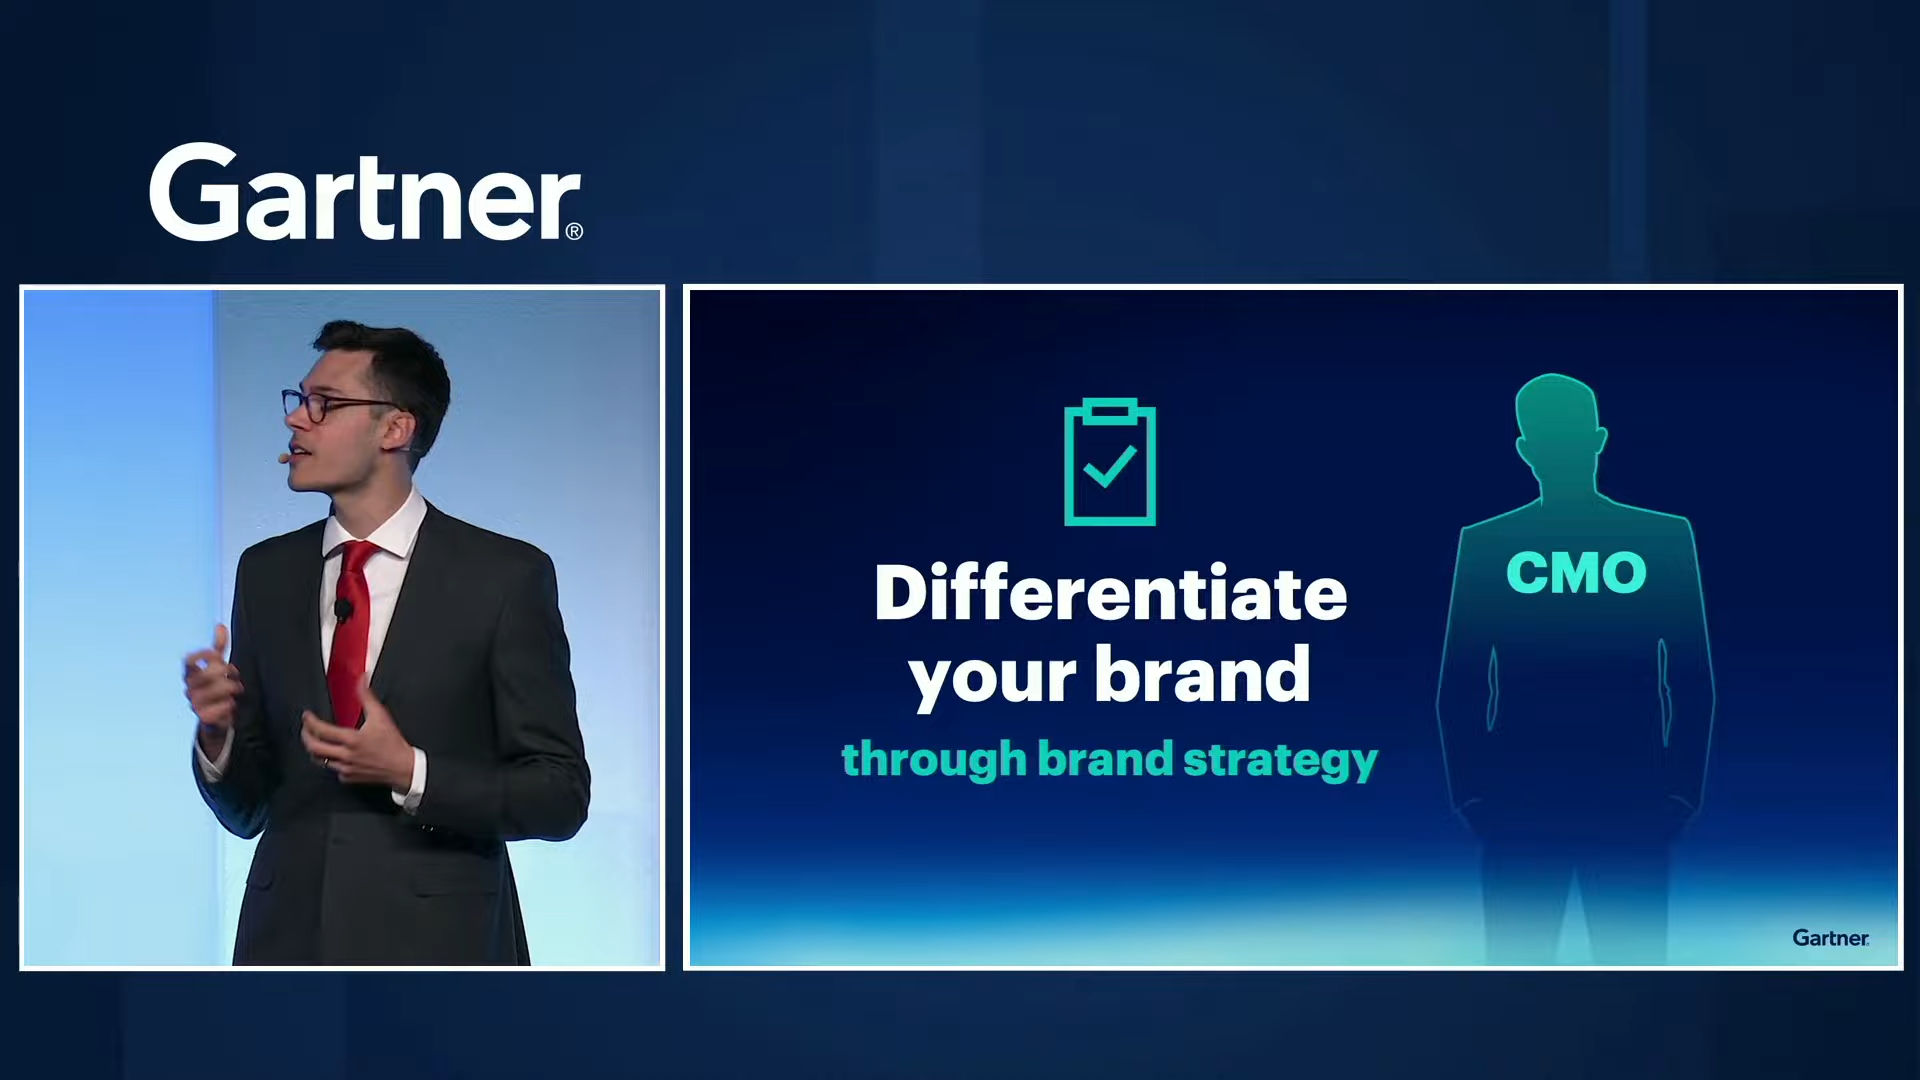 Gartner®
Differentiate
your brand
through brand strategy
CMO
Gartner